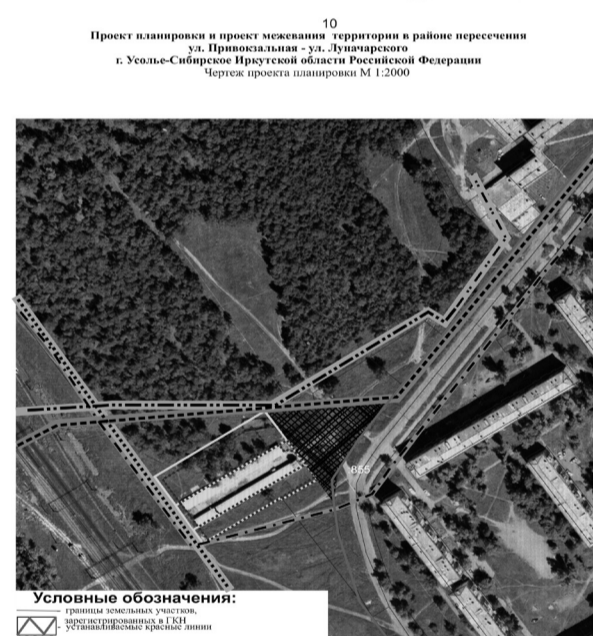 10
Проект планировки и проект межевания территории в районе пересечения
ул. Привокзальная - ул. Луначарского
г. Усолье-Сибирское Иркутской области Российской Федерации
Чертеж проекта планировки М 1:2000
855
Условные обозначения:
границы земельных участков,
зарегистрированных в ГКН
- устанавливаемые красные линии